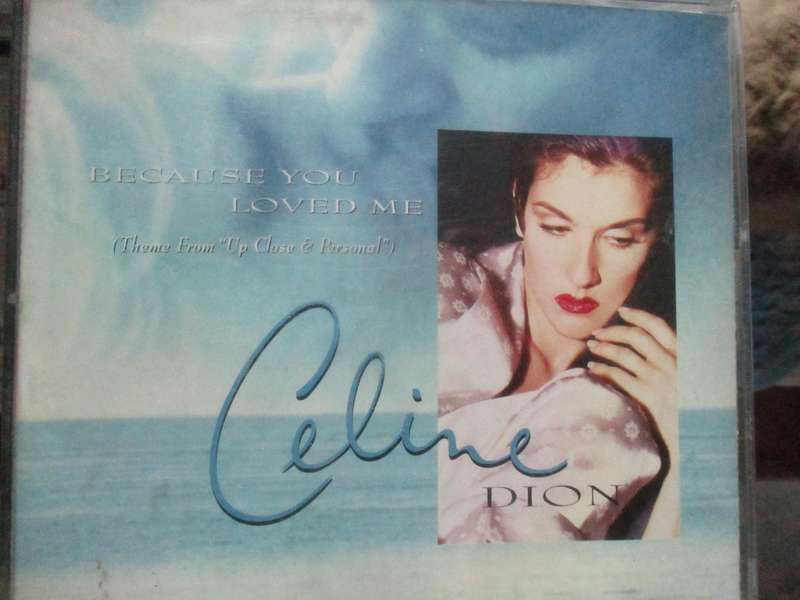 BECAUSE YOU
LOVED ME
(Theme From "Up Close & Personal")
Celine
DION